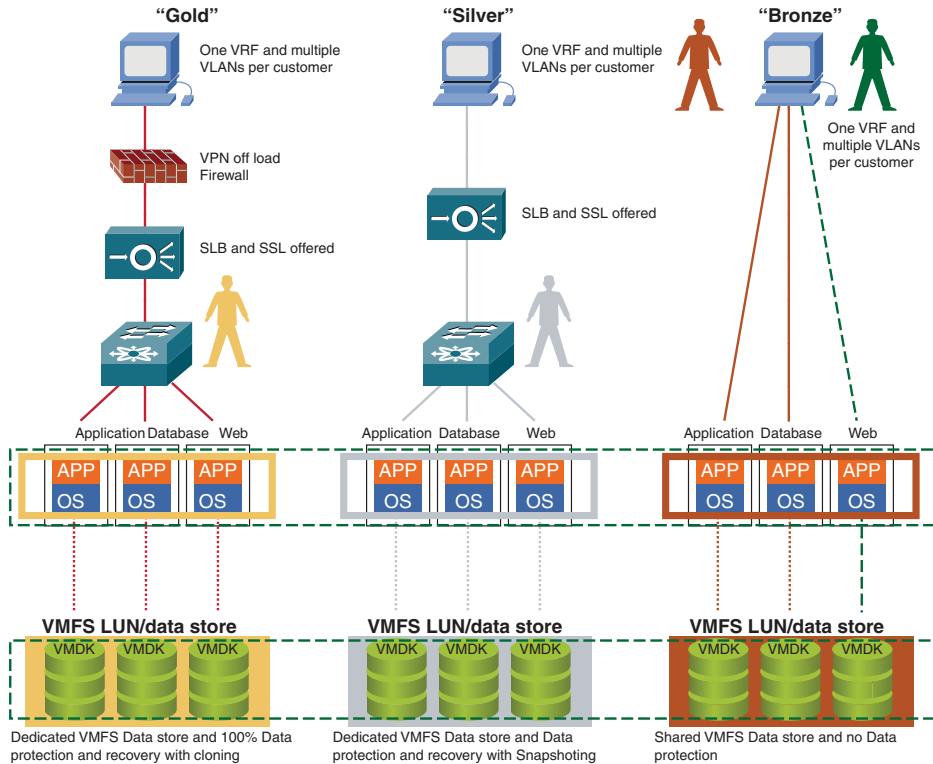 “Gold”
“Silver”
“Bronze”
One VRF and multiple
VLANs per customer
One VRF and multiple
VLANs per customer
One VRF and
multiple VLANs
per customer
VPN off load
Firewall
SLB and SSL offered
SLB and SSL offered
Application Database Web
Application Database Web
Application Database Web
APP APP APP
OS OS OS
APP APP APP
OS OS OS
APP APP APP
OS OS OS
VMFS LUN/data store
VMDK VMDK VMDK
Dedicated VMFS Data store and 100% Data
protection and recovery with cloning
VMFS LUN/data store
VMDK VMDK VMDK
Dedicated VMFS Data store and Data
protection and recovery with Snapshoting
VMFS LUN/data store
VMDK VMDK VMDK
Shared VMFS Data store and no Data
protection